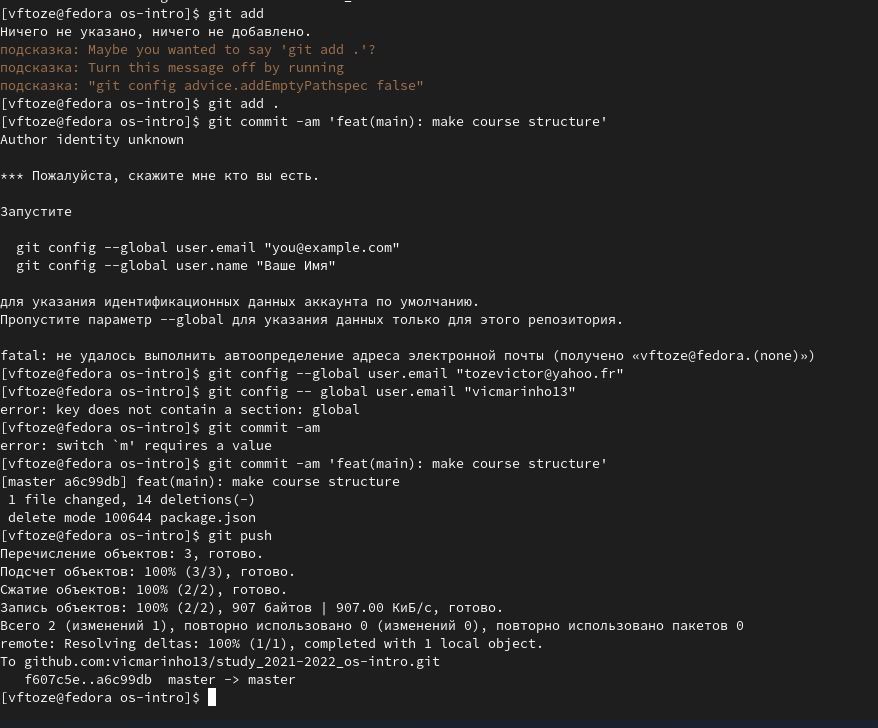 [vftoze@fedora os-intro]$ git add
Ничего не указано, ничего не добавлено.
подсказка: Maybe you wanted to say 'git add .'?
подсказка: Turn this message off by running
подсказка: "git config advice.addEmptyPathspec false"
[vftoze@fedora os-intro]$ git add .
[vftoze@fedora os-intro]$ git commit -am 'feat(main): make course structure'
Author identity unknown
*** Пожалуйста, скажите мне кто вы есть.
Запустите
git config --global user.email "you@example.com"
git config --global user.name "Ваше Имя"
для указания идентификационных данных аккаунта по умолчанию.
Пропустите параметр --global для указания данных только для этого репозитория.
fatal: не удалось выполнить автоопределение адреса электронной почты (получено «vftoze@fedora.(none)»)
[vftoze@fedora os-intro]$ git config --global user.email "tozevictor@yahoo.fr"
[vftoze@fedora os-intro]$ git config -- global user.email "vicmarinho13"
error: key does not contain a section: global
[vftoze@fedora os-intro]$ git commit -am
error: switch `m' requires a value
[vftoze@fedora os-intro]$ git commit -am 'feat(main): make course structure'
[master a6c99db] feat(main): make course structure
1 file changed, 14 deletions(-)
delete mode 100644 package.json
[vftoze@fedora os-intro]$ git push
Перечисление объектов: 3, готово.
Подсчет объектов: 100% (3/3), готово.
Сжатие объектов: 100% (2/2), готово.
Запись объектов: 100% (2/2), 907 байтов | 907.00 КиБ/с, готово.
Всего 2 (изменений 1), повторно использовано 0 (изменений 0), повторно использовано пакетов 0
remote: Resolving deltas: 100% (1/1), completed with 1 local object.
To github.com:vicmarinho13/study_2021-2022_os-intro.git
f607c5e..a6c99db  master -> master
[vftoze@fedora os-intro]$